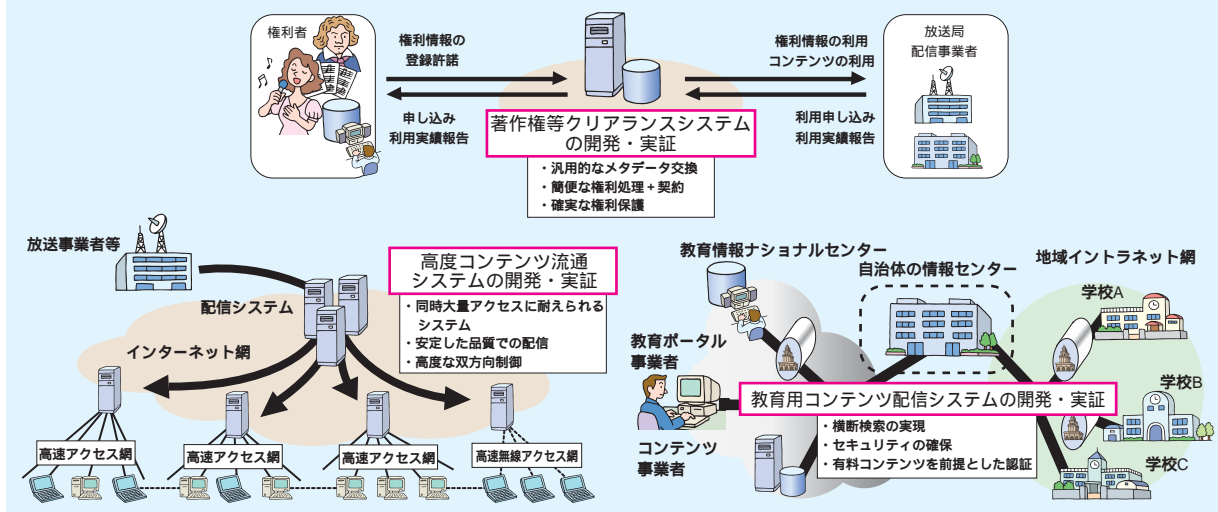 権利者
権利情報の
登録許諾
申し込み
利用実績報告
権利情報の利用
コンテンツの利用
利用申し込み
利用実績報告
放送局
配信事業者
著作権等クリアランスシステム
の開発・実証
・汎用的なメタデータ交換
・簡便な権利処理+契約
・確実な権利保護
放送事業者等
配信システム
インターネット網
高度コンテンツ流通
システムの開発・実証
・同時大量アクセスに耐えられる
システム
・安定した品質での配信
・高度な双方向制御
高速アクセス網
高速アクセス網
高速アクセス網
高速無線アクセス網
教育情報ナショナルセンター
自治体の情報センター
地域イントラネット網
学校A
教育ポータル
事業者
学校B
教育用コンテンツ配信システムの開発・実証
・横断検索の実現
・セキュリティの確保
・有料コンテンツを前提とした認証
コンテンツ
事業者
学校C